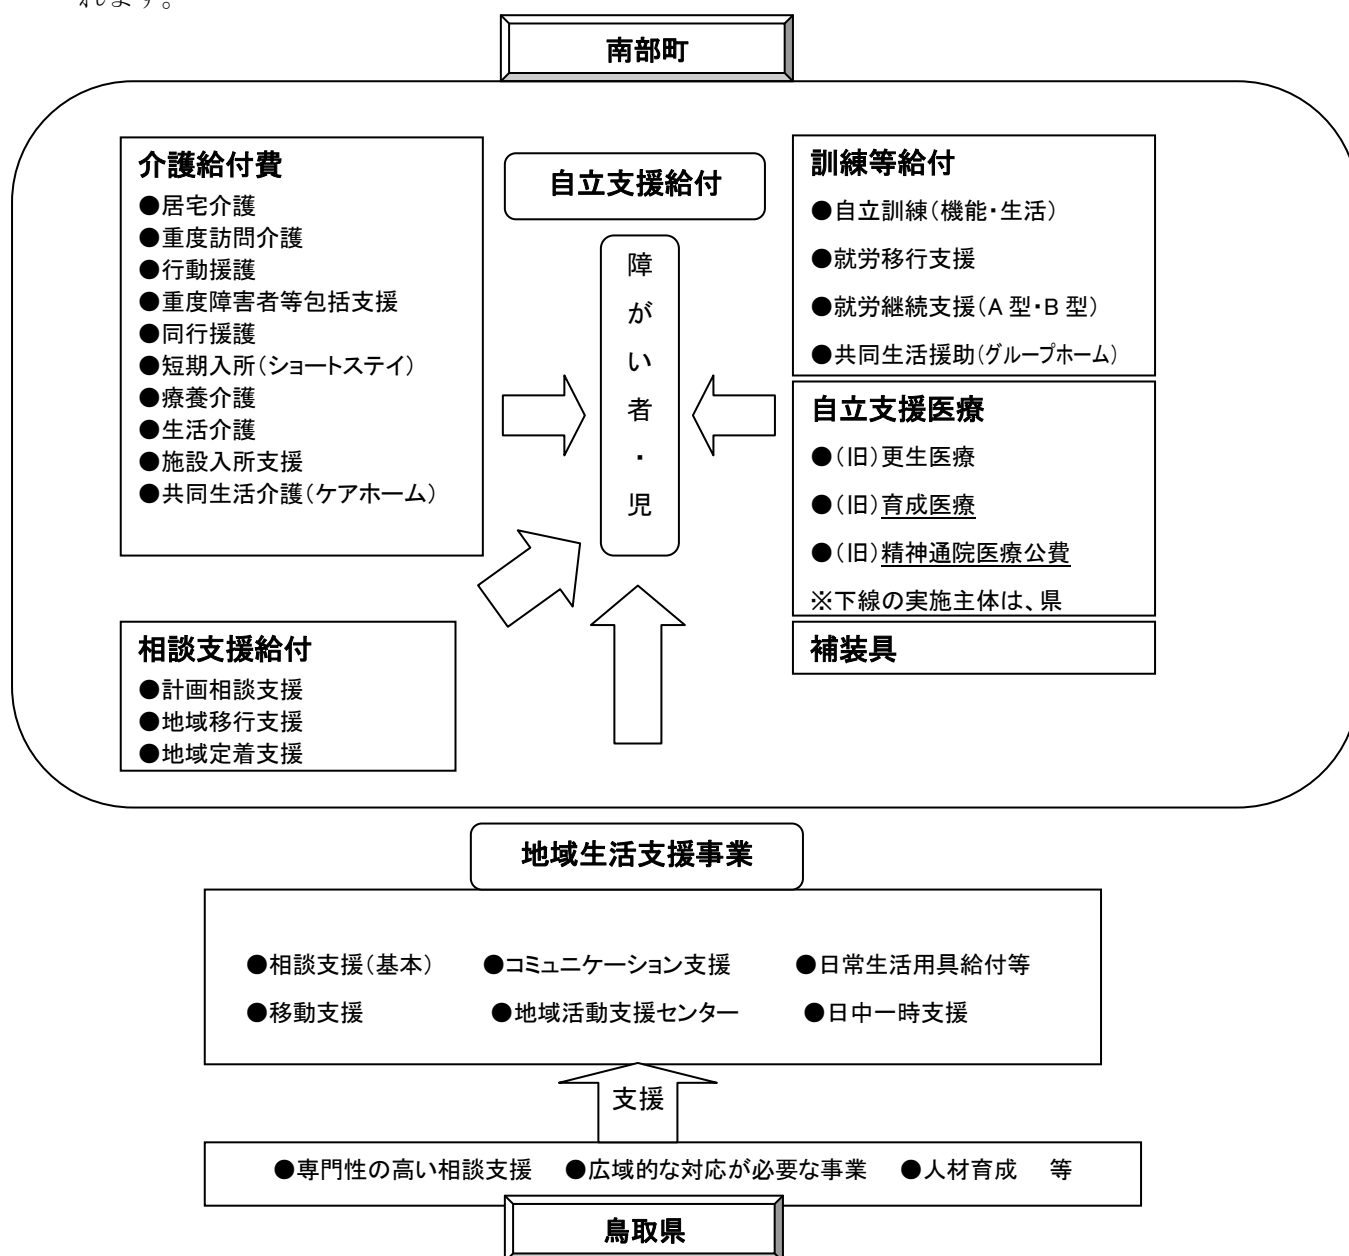 れます。
南部町
介護給付費
●居宅介護
●重度訪問介護
●行動援護
●重度障害者等包括支援
●同行援護
●短期入所(ショートステイ)
●療養介護
●生活介護
●施設入所支援
●共同生活介護(ケアホーム)
自立支援給付
障がい者・児
訓練等給付
●自立訓練(機能・生活)
●就労移行支援
●就労継続支援(A型・B型)
●共同生活援助(グループホーム)
自立支援医療
●(旧)更生医療
●(旧)育成医療
●(旧)精神通院医療公費
※下線の実施主体は、県
補装具
相談支援給付
●計画相談支援
●地域移行支援
●地域定着支援
地域生活支援事業
●相談支援(基本) ●コミュニケーション支援 ●日常生活用具給付等
●移動支援 ●地域活動支援センター ●日中一時支援
支援
●専門性の高い相談支援 ●広域的な対応が必要な事業 ●人材育成 等
鳥取県